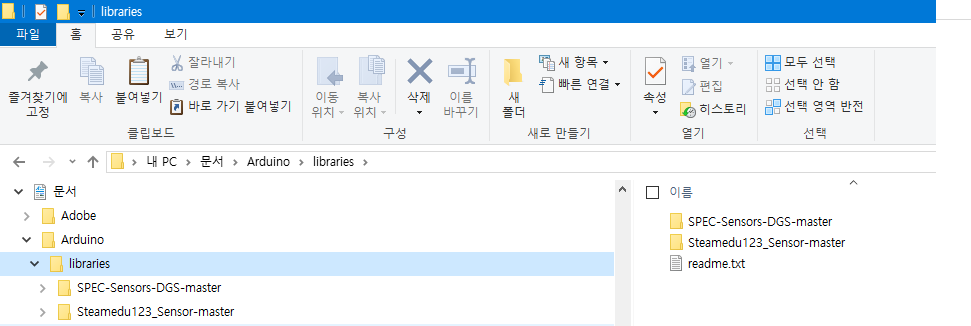 libraries
파일 홈 공유 보기
즐겨찾기에 고정
복사
붙여넣기
잘라내기
경로 복사
바로 가기 붙여넣기
클립보드
이동 위치
복사 위치
삭제
이름 바꾸기
구성
새 폴더
새 항목
빠른 연결
새로 만들기
속성
열기
편집
히스토리
열기
모두 선택
선택 안 함
선택 영역 반전
선택
내 PC > 문서 > Arduino > libraries >
문서
Adobe
Arduino
libraries
SPEC-Sensors-DGS-master
Steamedu123_Sensor-master
이름
SPEC-Sensors-DGS-master
Steamedu123_Sensor-master
readme.txt